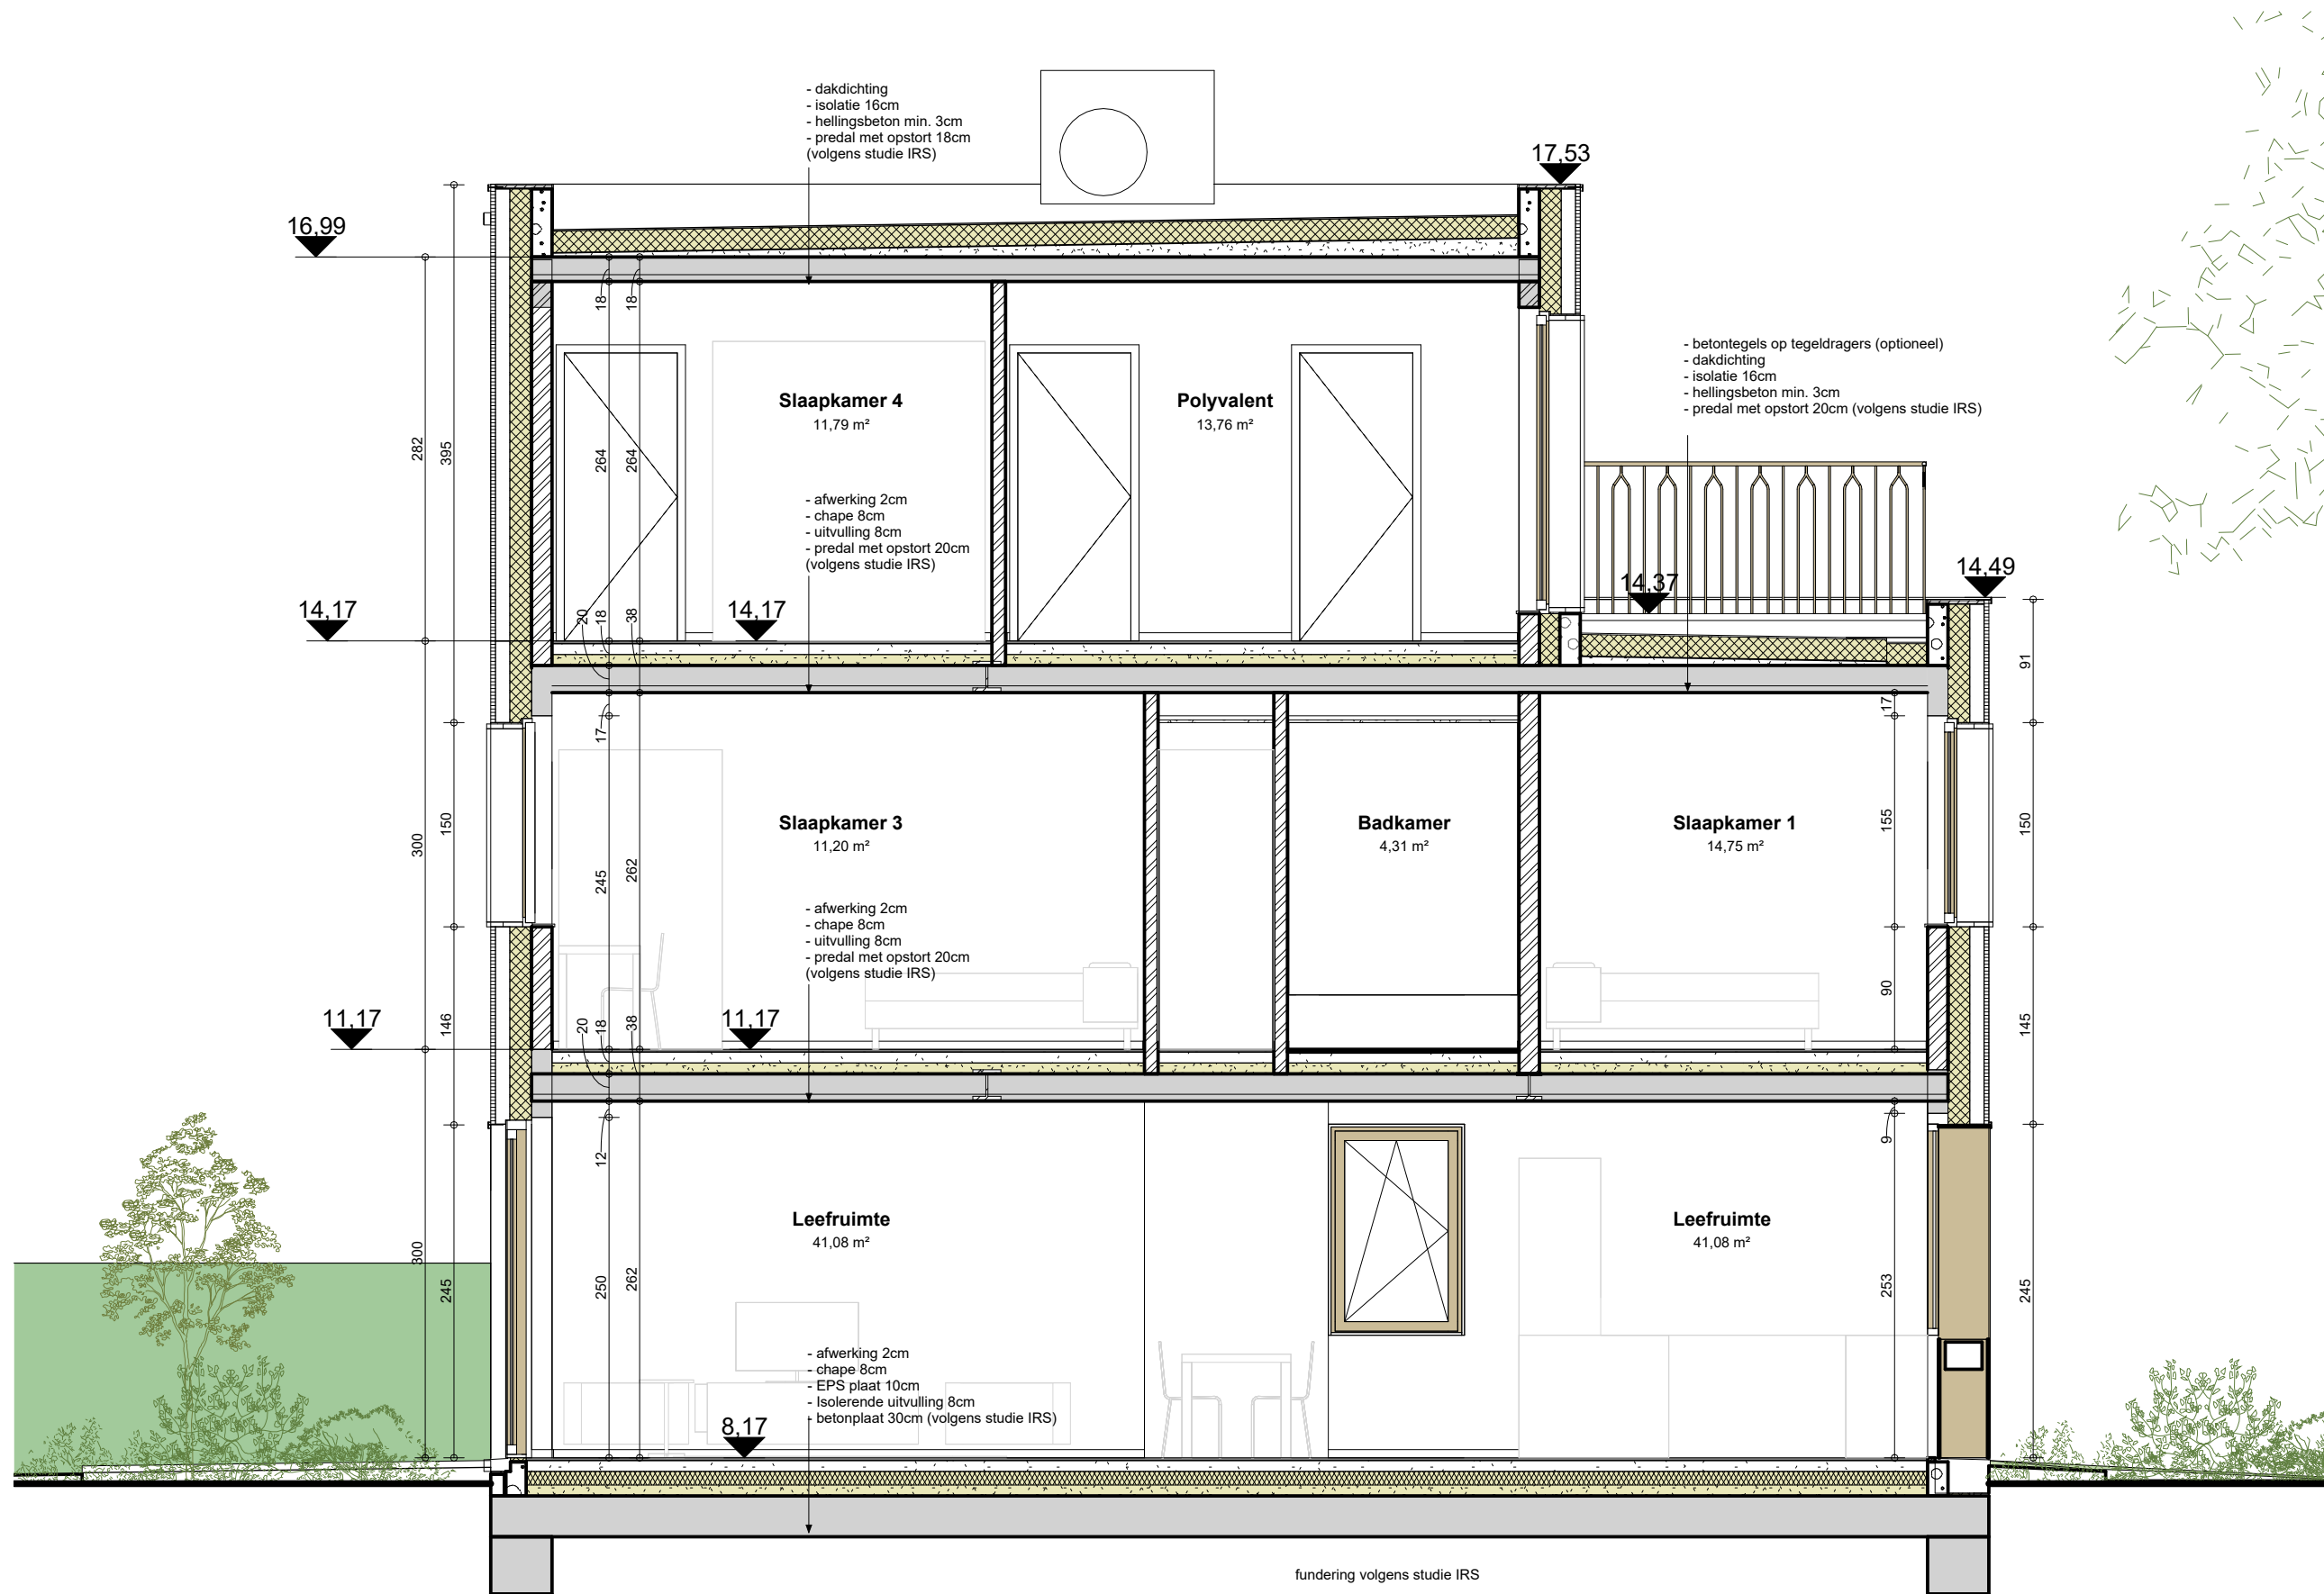 - dakdichting
- isolatie 16cm
- hellingsbeton min. 3cm
- predal met opstort 18cm
(volgens studie IRS)
17,53
16,99
18
18
- betontegels op tegeldragers (optioneel)
- dakdichting
- isolatie 16cm
- hellingsbeton min. 3cm
- predal met opstort 20cm (volgens studie IRS)
Slaapkamer 4
11,79 m²
Polyvalent
13,76 m²
282
395
264
264
- afwerking 2cm
- chape 8cm
- uitvulling 8cm
- predal met opstort 20cm
(volgens studie IRS)
14,49
14,37
14,17
14,17
20
18
38
91
17
17
Slaapkamer 3
11,20 m²
Badkamer
4,31 m²
Slaapkamer 1
14,75 m²
300
150
245
262
155
150
- afwerking 2cm
- chape 8cm
- uitvulling 8cm
- predal met opstort 20cm
(volgens studie IRS)
90
11,17
11,17
146
20
18
38
145
12
9
Leefruimte
41,08 m²
Leefruimte
41,08 m²
300
245
250
262
253
245
- afwerking 2cm
- chape 8cm
- EPS plaat 10cm
- Isolerende uitvulling 8cm
- betonplaat 30cm (volgens studie IRS)
8,17
fundering volgens studie IRS